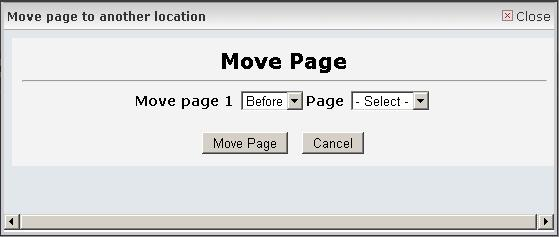 Move page to another location Close
Move Page
Move page 1 Before Page - Select -
Move Page Cancel